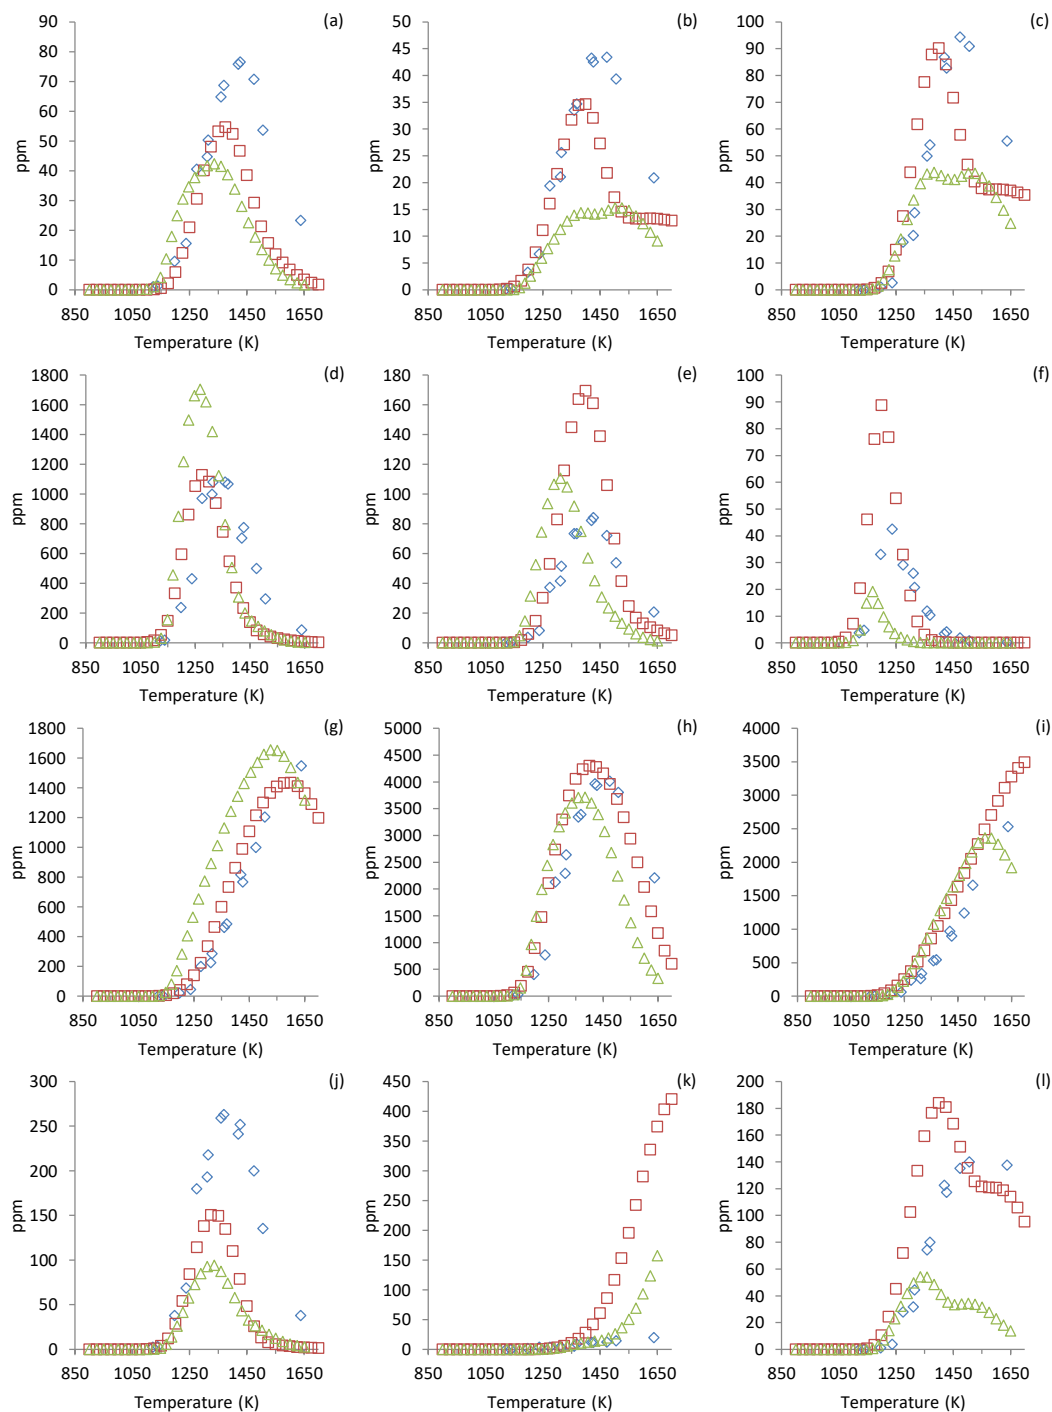 (a) (b) (c)
90 80 70 60 50 40 30 20 10 0
ppm
850 1050 1250 1450 1650
Temperature (K)
50 45 40 35 30 25 20 15 10 5 0
ppm
850 1050 1250 1450 1650
Temperature (K)
100 90 80 70 60 50 40 30 20 10 0
ppm
850 1050 1250 1450 1650
Temperature (K)
(d) (e) (f)
1800 1600 1400 1200 1000 800 600 400 200 0
ppm
850 1050 1250 1450 1650
Temperature (K)
180 160 140 120 100 80 60 40 20 0
ppm
850 1050 1250 1450 1650
Temperature (K)
100 90 80 70 60 50 40 30 20 10 0
ppm
850 1050 1250 1450 1650
Temperature (K)
(g) (h) (i)
1800 1600 1400 1200 1000 800 600 400 200 0
ppm
850 1050 1250 1450 1650
Temperature (K)
5000 4500 4000 3500 3000 2500 2000 1500 1000 500 0
ppm
850 1050 1250 1450 1650
Temperature (K)
4000 3500 3000 2500 2000 1500 1000 500 0
ppm
850 1050 1250 1450 1650
Temperature (K)
(j) (k) (l)
300 250 200 150 100 50 0
ppm
850 1050 1250 1450 1650
Temperature (K)
450 400 350 300 250 200 150 100 50 0
ppm
850 1050 1250 1450 1650
Temperature (K)
200 180 160 140 120 100 80 60 40 20 0
ppm
850 1050 1250 1450 1650
Temperature (K)